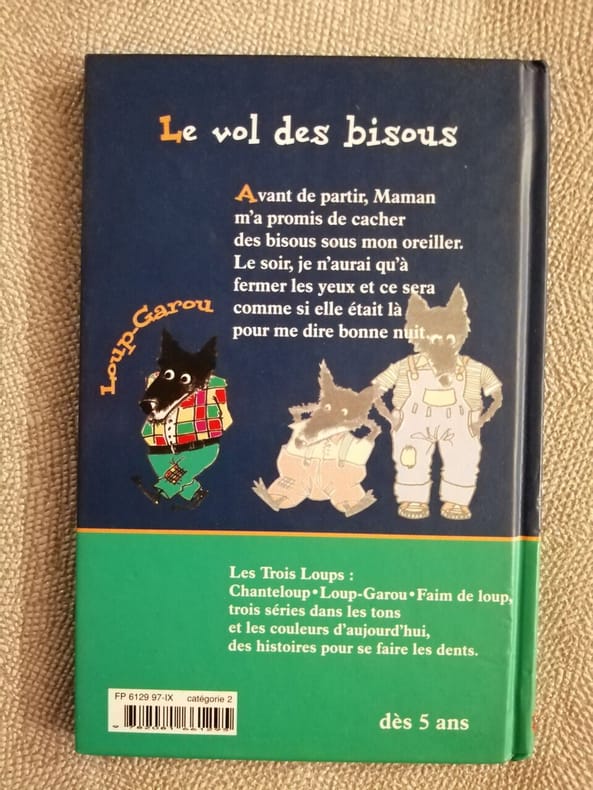 Le vol des bisous
Avant de partir, Maman
m'a promis de cacher
des bisous sous mon oreiller.
Le soir, je n'aurai qu'à
fermer les yeux et ce sera
comme si elle était là
pour me dire bonne nuit.
Loup-Garou
Les Trois Loups :
Chanteloup • Loup-Garou • Faim de loup,
trois séries dans les tons
et les couleurs d'aujourd'hui,
des histoires pour se faire les dents.
FP 6129 97-IX catégorie 2
9 782081 661295
dès 5 ans